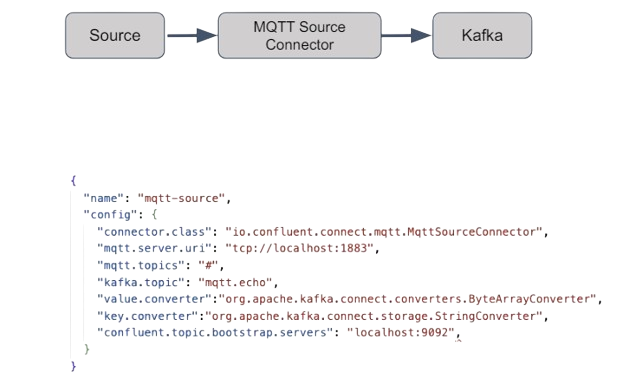 Source
MQTT Source
Connector
Kafka
{
"name": "mqtt-source",
"config": {
"connector.class": "io.confluent.connect.mqtt.MqttSourceConnector",
"mqtt.server.uri": "tcp://localhost:1883",
"mqtt.topics": "#",
"kafka.topic": "mqtt.echo",
"value.converter":"org.apache.kafka.connect.converters.ByteArrayConverter",
"key.converter":"org.apache.kafka.connect.storage.StringConverter",
"confluent.topic.bootstrap.servers": "localhost:9092",
}
}